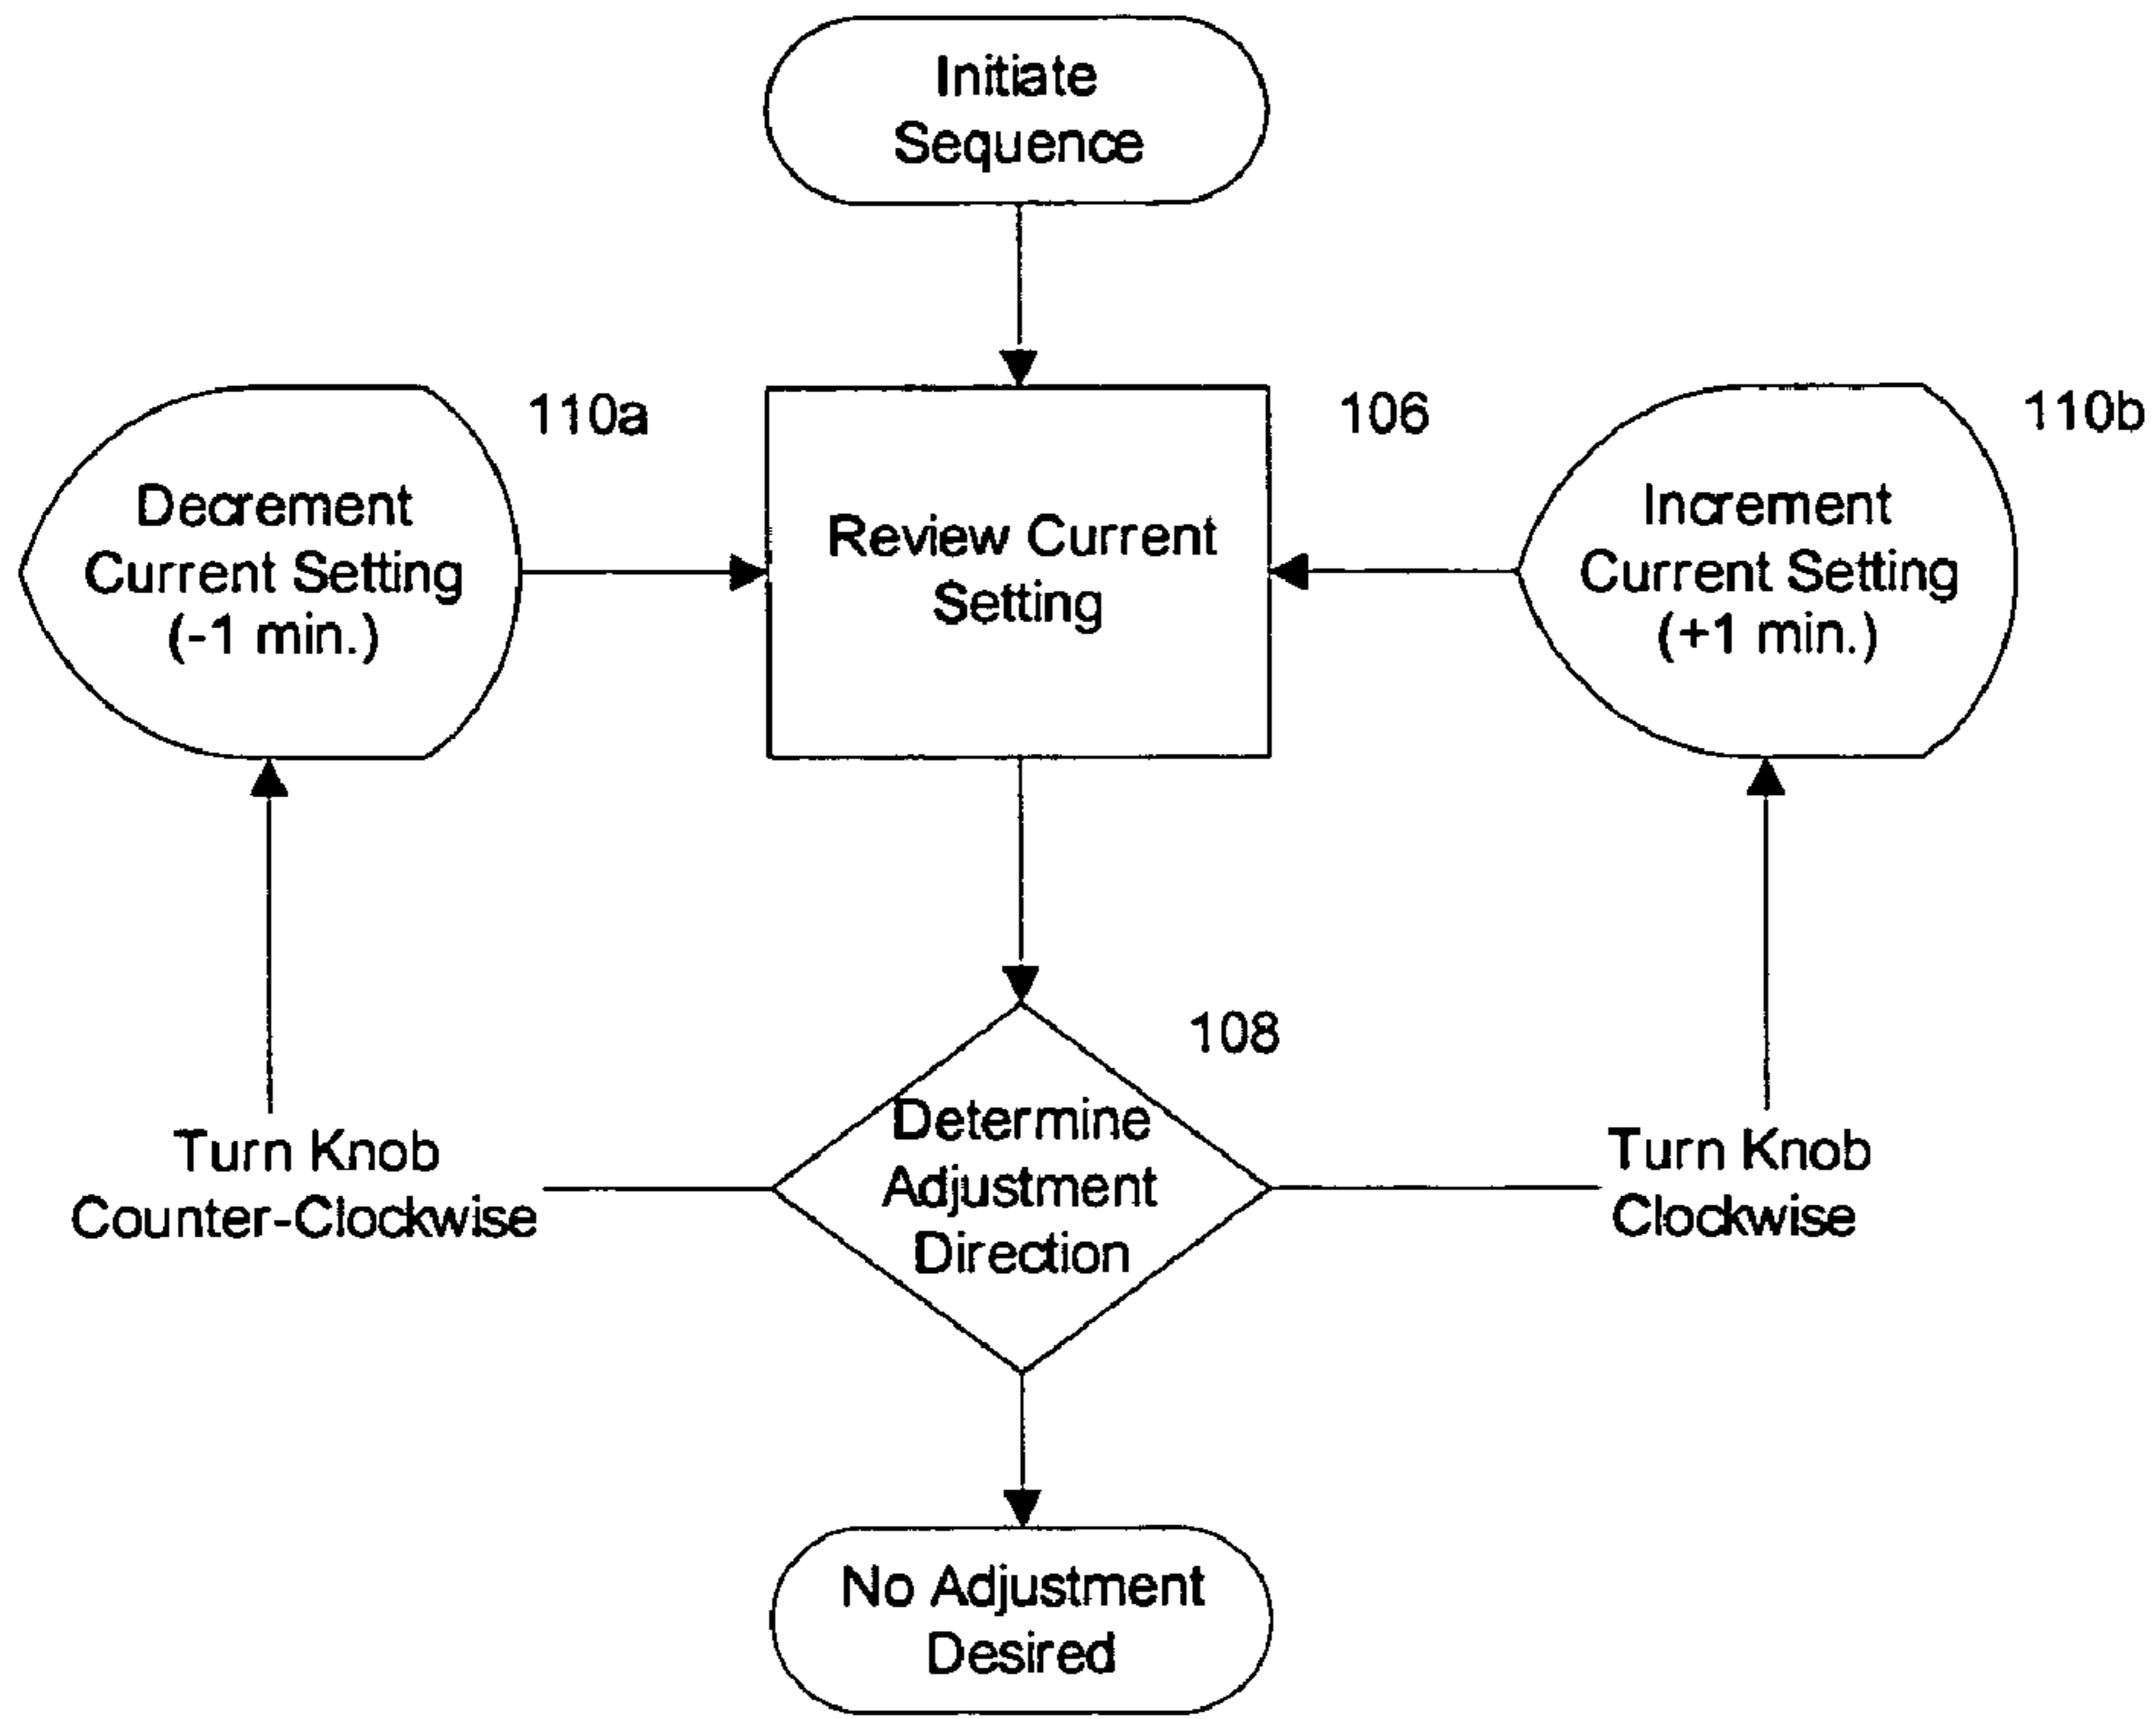 Initiate
Sequence
110a
106
110b
Decrement
Current Setting
(-1 min.)
Review Current
Setting
Increment
Current Setting
(+1 min.)
108
Determine
Adjustment
Direction
Turn Knob
Counter-Clockwise
Turn Knob
Clockwise
No Adjustment
Desired